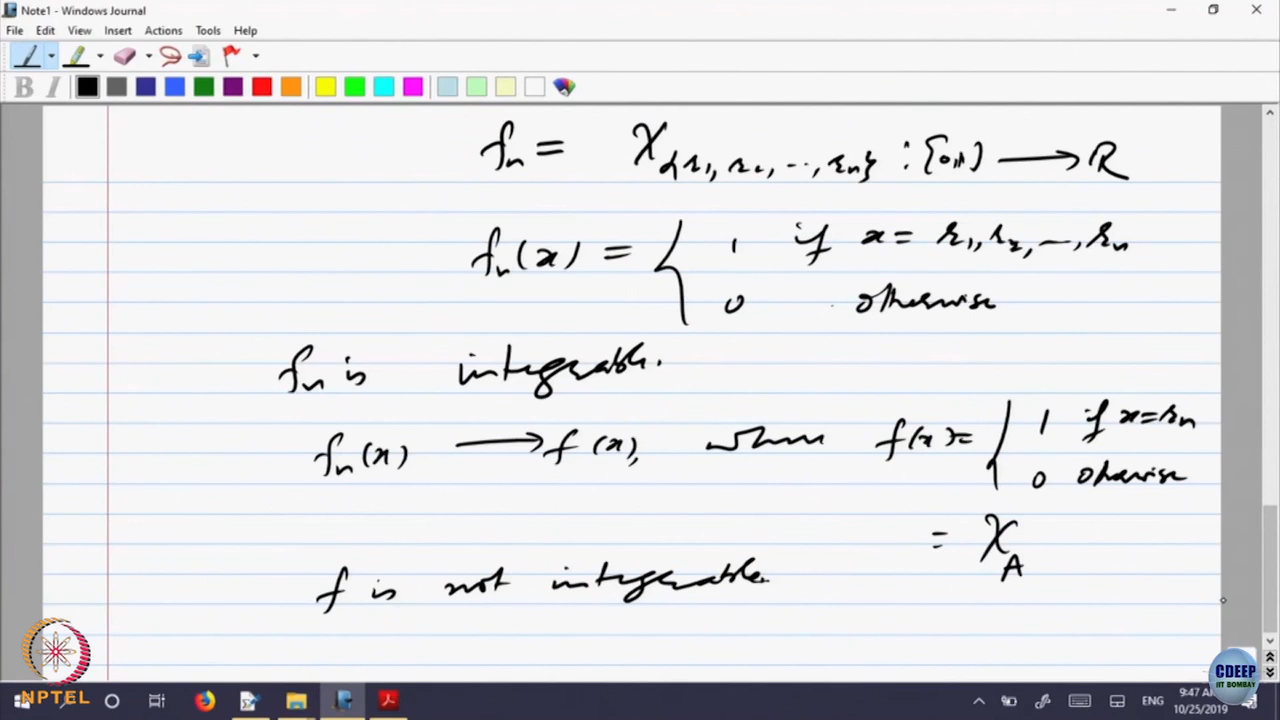 Note1 - Windows Journal
File Edit View Insert Actions Tools Help
B I
fₙ = χ_{r₁, r₂, ..., rₙ} : [0,1] ⟶ R
fₙ(x) = { 1 if x = r₁, r₂, ..., rₙ
0 otherwise
fₙ is integrable.
fₙ(x) ⟶ f(x), where f(x) = { 1 if x = rₙ
0 otherwise
= χ_A
f is not integrable.
NPTEL
CDEEP
IIT BOMBAY
ENG
9:47 AM
10/25/2019